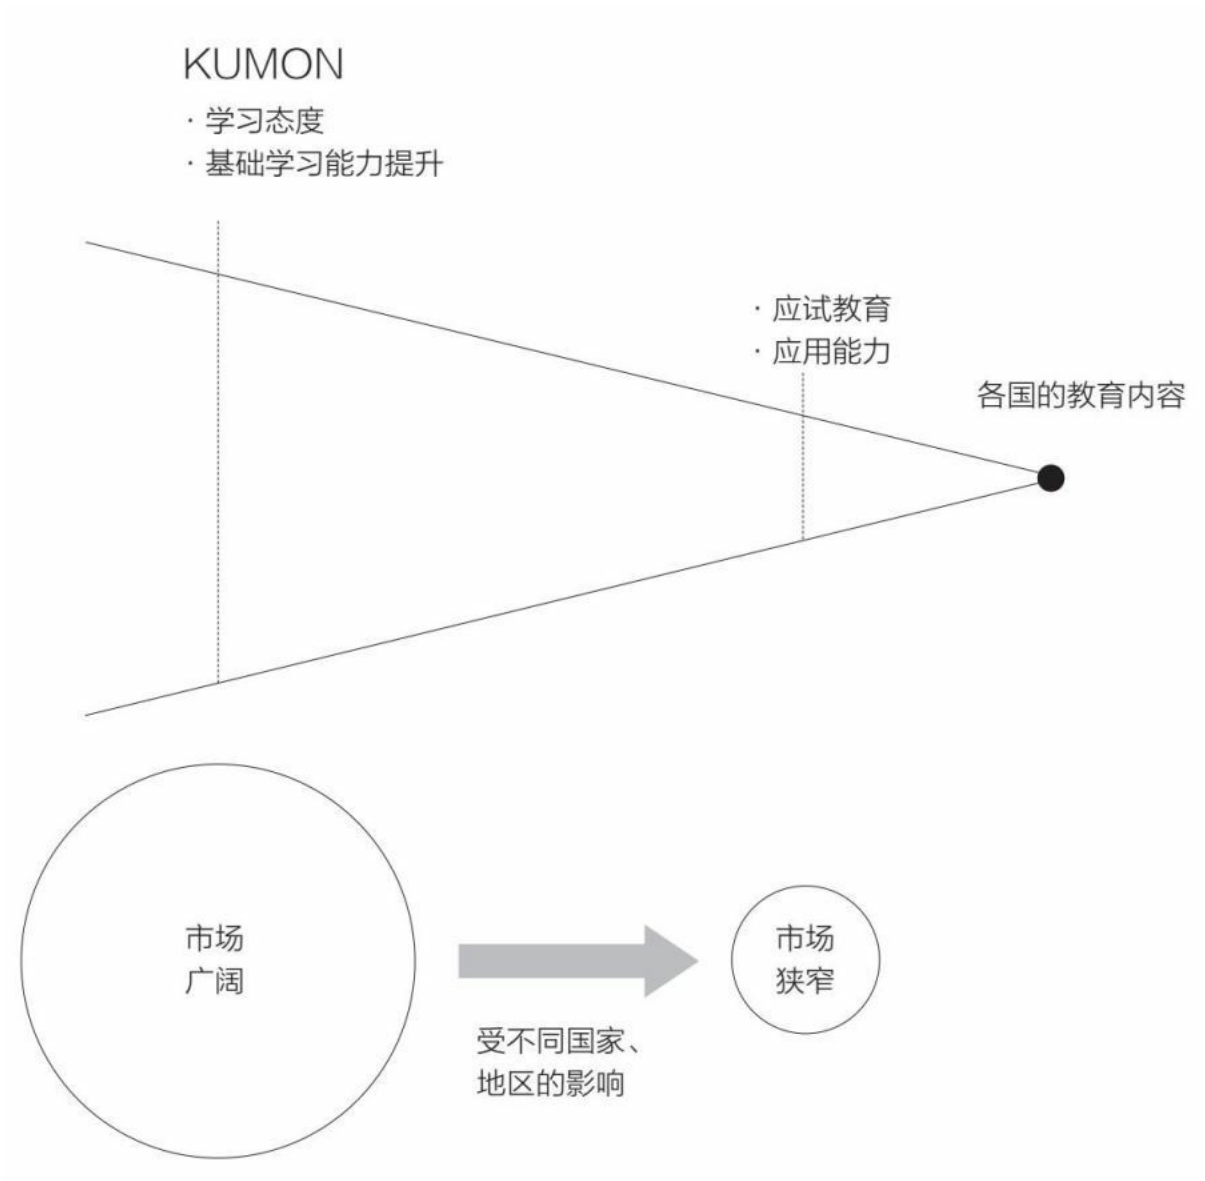 KUMON
· 学习态度
· 基础学习能力提升
· 应试教育
· 应用能力
各国的教育内容
市场
广阔
市场
狭窄
受不同国家、
地区的影响